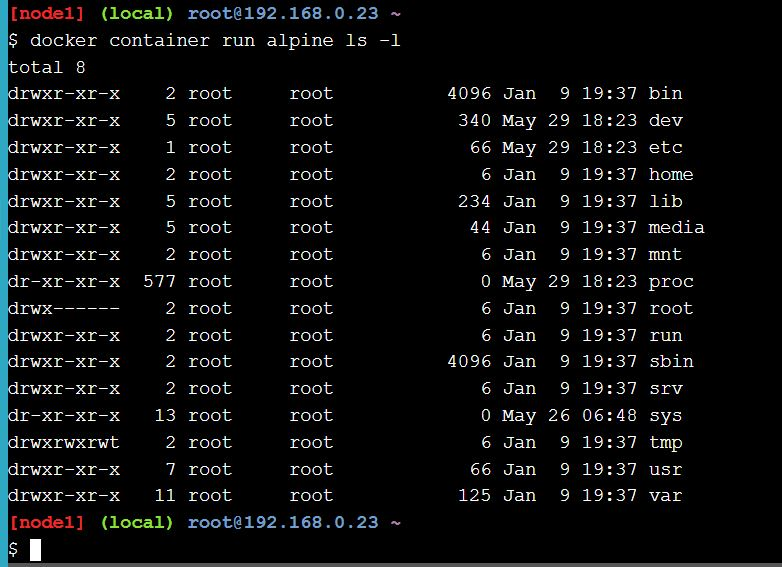 [node1] (local) root@192.168.0.23 ~
$ docker container run alpine ls -l
total 8
drwxr-xr-x    2 root     root          4096 Jan  9 19:37 bin
drwxr-xr-x    5 root     root           340 May 29 18:23 dev
drwxr-xr-x    1 root     root            66 May 29 18:23 etc
drwxr-xr-x    2 root     root             6 Jan  9 19:37 home
drwxr-xr-x    5 root     root           234 Jan  9 19:37 lib
drwxr-xr-x    5 root     root            44 Jan  9 19:37 media
drwxr-xr-x    2 root     root             6 Jan  9 19:37 mnt
dr-xr-xr-x  577 root     root             0 May 29 18:23 proc
drwx------    2 root     root             6 Jan  9 19:37 root
drwxr-xr-x    2 root     root             6 Jan  9 19:37 run
drwxr-xr-x    2 root     root          4096 Jan  9 19:37 sbin
drwxr-xr-x    2 root     root             6 Jan  9 19:37 srv
dr-xr-xr-x   13 root     root             0 May 26 06:48 sys
drwxrwxrwt    2 root     root             6 Jan  9 19:37 tmp
drwxr-xr-x    7 root     root            66 Jan  9 19:37 usr
drwxr-xr-x   11 root     root           125 Jan  9 19:37 var
[node1] (local) root@192.168.0.23 ~
$